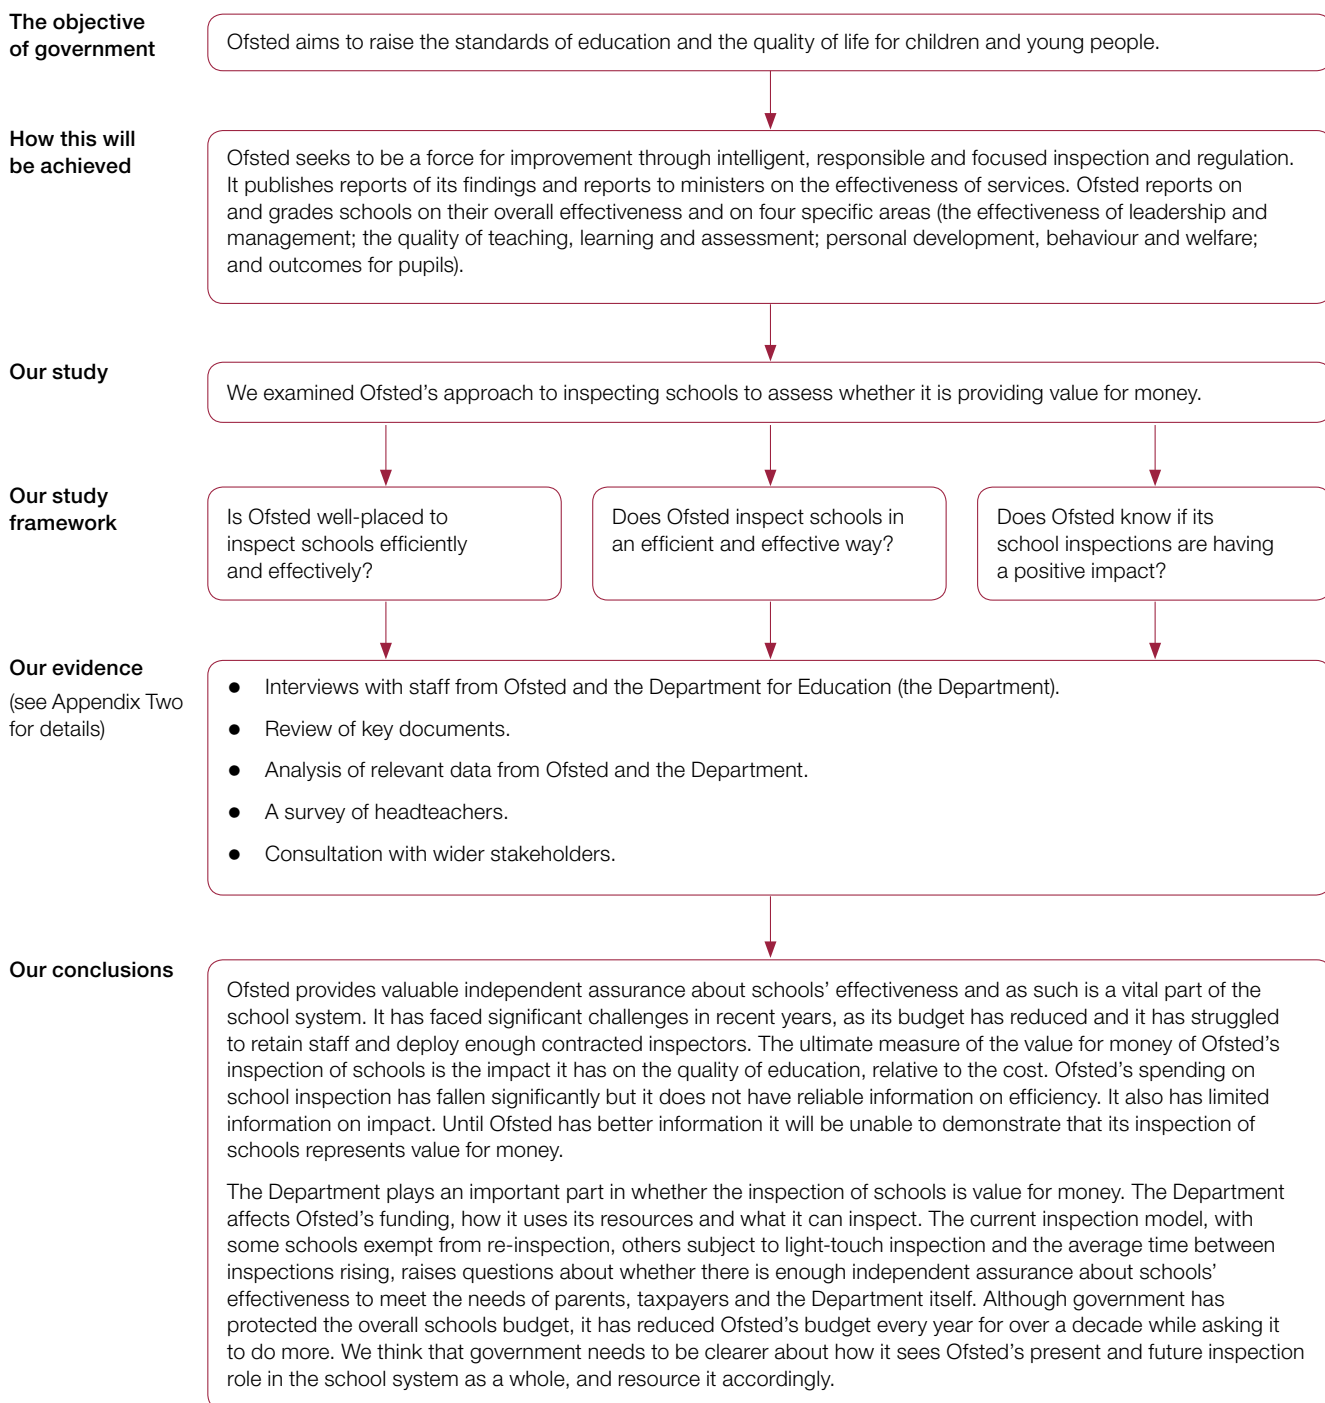 The objective
of government
Ofsted aims to raise the standards of education and the quality of life for children and young people.
How this will
be achieved
Ofsted seeks to be a force for improvement through intelligent, responsible and focused inspection and regulation.
It publishes reports of its findings and reports to ministers on the effectiveness of services. Ofsted reports on
and grades schools on their overall effectiveness and on four specific areas (the effectiveness of leadership and
management; the quality of teaching, learning and assessment; personal development, behaviour and welfare;
and outcomes for pupils).
Our study
We examined Ofsted's approach to inspecting schools to assess whether it is providing value for money.
Our study
framework
Is Ofsted well-placed to
inspect schools efficiently
and effectively?
Does Ofsted inspect schools in
an efficient and effective way?
Does Ofsted know if its
school inspections are having
a positive impact?
Our evidence
(see Appendix Two
for details)
● Interviews with staff from Ofsted and the Department for Education (the Department).
● Review of key documents.
● Analysis of relevant data from Ofsted and the Department.
● A survey of headteachers.
● Consultation with wider stakeholders.
Our conclusions
Ofsted provides valuable independent assurance about schools' effectiveness and as such is a vital part of the
school system. It has faced significant challenges in recent years, as its budget has reduced and it has struggled
to retain staff and deploy enough contracted inspectors. The ultimate measure of the value for money of Ofsted's
inspection of schools is the impact it has on the quality of education, relative to the cost. Ofsted's spending on
school inspection has fallen significantly but it does not have reliable information on efficiency. It also has limited
information on impact. Until Ofsted has better information it will be unable to demonstrate that its inspection of
schools represents value for money.
The Department plays an important part in whether the inspection of schools is value for money. The Department
affects Ofsted's funding, how it uses its resources and what it can inspect. The current inspection model, with
some schools exempt from re-inspection, others subject to light-touch inspection and the average time between
inspections rising, raises questions about whether there is enough independent assurance about schools'
effectiveness to meet the needs of parents, taxpayers and the Department itself. Although government has
protected the overall schools budget, it has reduced Ofsted's budget every year for over a decade while asking it
to do more. We think that government needs to be clearer about how it sees Ofsted's present and future inspection
role in the school system as a whole, and resource it accordingly.